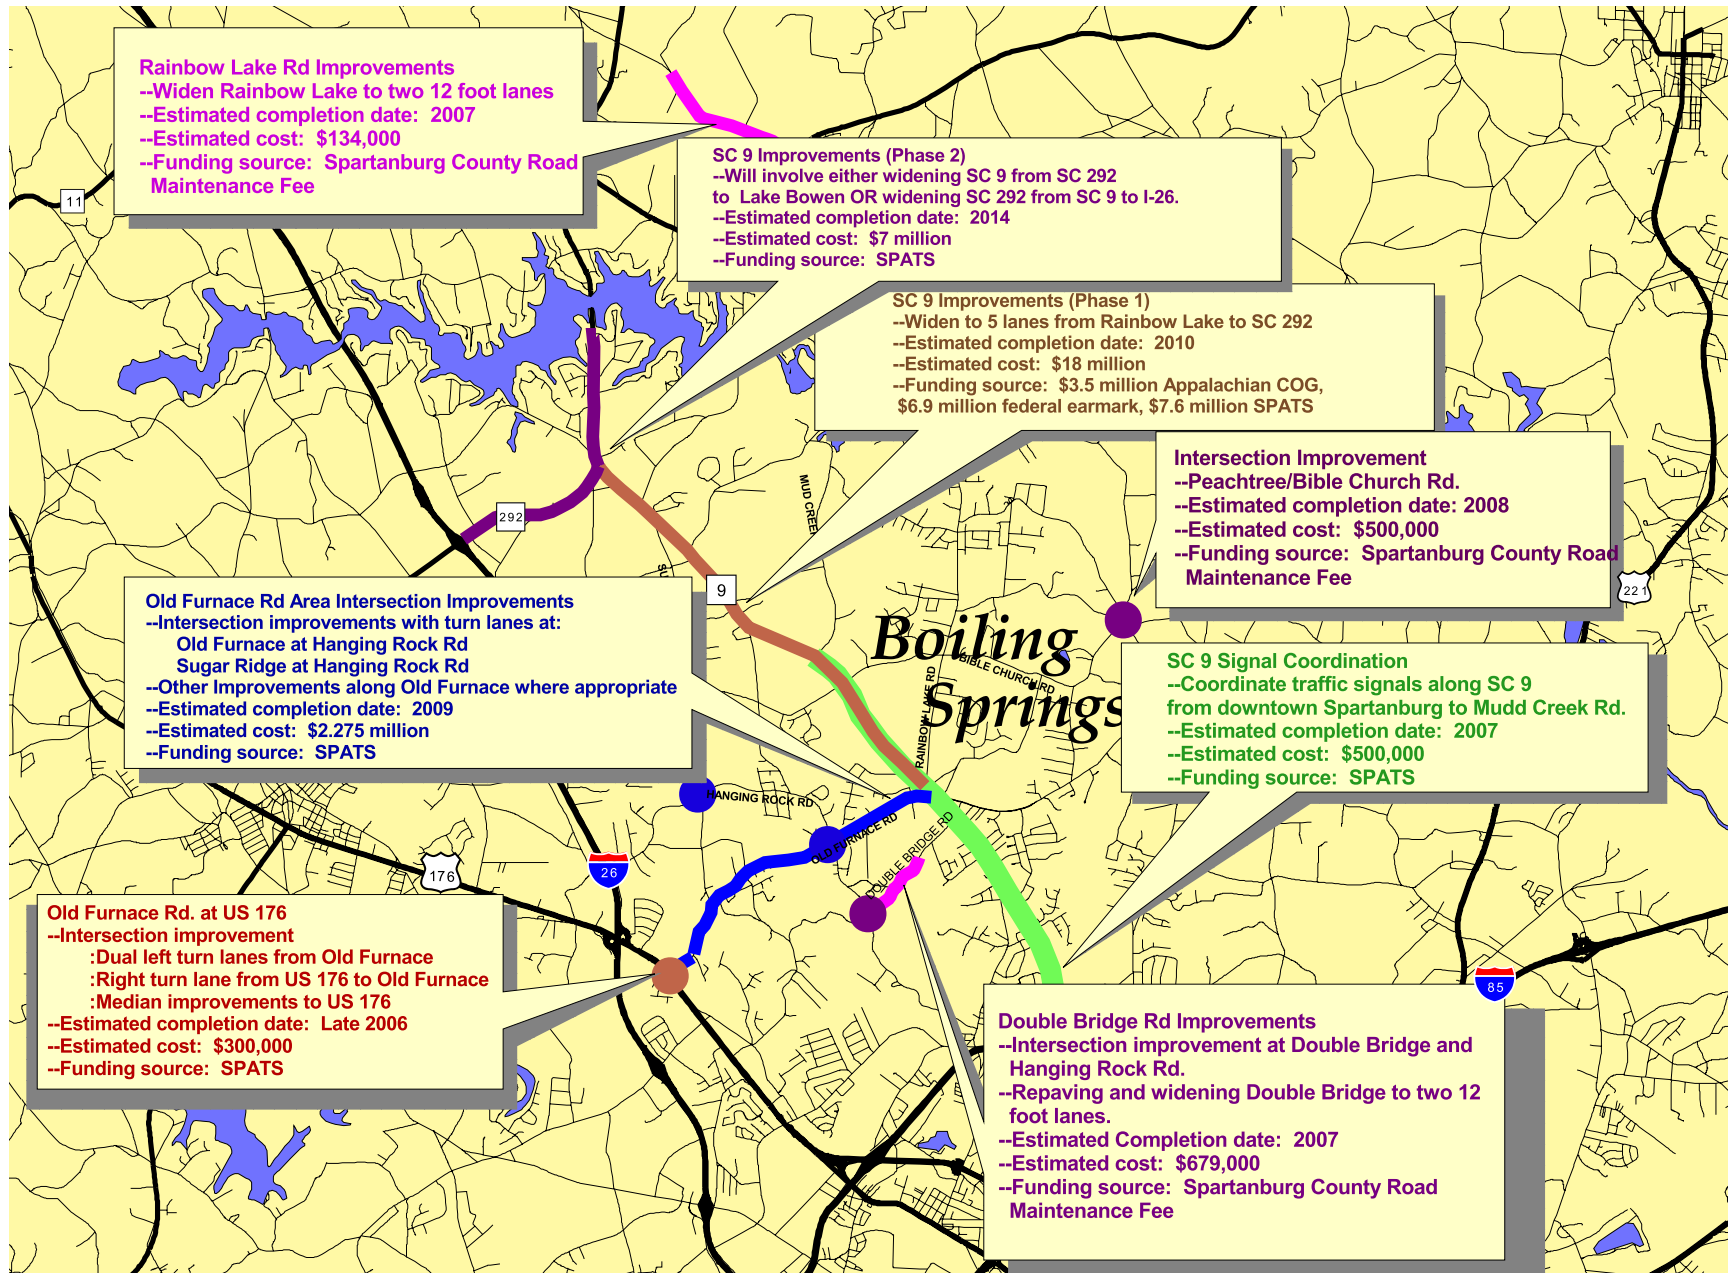 Rainbow Lake Rd Improvements
--Widen Rainbow Lake to two 12 foot lanes
--Estimated completion date:  2007
--Estimated cost:  $134,000
--Funding source:  Spartanburg County Road
Maintenance Fee
11
SC 9 Improvements (Phase 2)
--Will involve either widening SC 9 from SC 292
to  Lake Bowen OR widening SC 292 from SC 9 to I-26.
--Estimated completion date:  2014
--Estimated cost:  $7 million
--Funding source:  SPATS
SC 9 Improvements (Phase 1)
--Widen to 5 lanes from Rainbow Lake to SC 292
--Estimated completion date:  2010
--Estimated cost:  $18 million
--Funding source:  $3.5 million Appalachian COG,
$6.9 million federal earmark, $7.6 million SPATS
Intersection Improvement
--Peachtree/Bible Church Rd.
--Estimated completion date: 2008
--Estimated cost:  $500,000
--Funding source:  Spartanburg County Road
Maintenance Fee
292
MUD CREE
SU
9
221
Old Furnace Rd Area Intersection Improvements
--Intersection improvements with turn lanes at:
Old Furnace at Hanging Rock Rd
Sugar Ridge at Hanging Rock Rd
--Other Improvements along Old Furnace where appropriate
--Estimated completion date:  2009
--Estimated cost:  $2.275 million
--Funding source:  SPATS
Boiling
Springs
BIBLE CHURCH RD
RAINBOW LAKE RD
SC 9 Signal Coordination
--Coordinate traffic signals along SC 9
from downtown Spartanburg to Mudd Creek Rd.
--Estimated completion date:  2007
--Estimated cost:  $500,000
--Funding source:  SPATS
HANGING ROCK RD
OLD FURNACE RD
DOUBLE BRIDGE RD
176
26
85
Old Furnace Rd. at US 176
--Intersection improvement
:Dual left turn lanes from Old Furnace
:Right turn lane from US 176 to Old Furnace
:Median improvements to US 176
--Estimated completion date:  Late 2006
--Estimated cost:  $300,000
--Funding source:  SPATS
Double Bridge Rd Improvements
--Intersection improvement at Double Bridge and
Hanging Rock Rd.
--Repaving and widening Double Bridge to two 12
foot lanes.
--Estimated Completion date:  2007
--Estimated cost:  $679,000
--Funding source:  Spartanburg County Road
Maintenance Fee